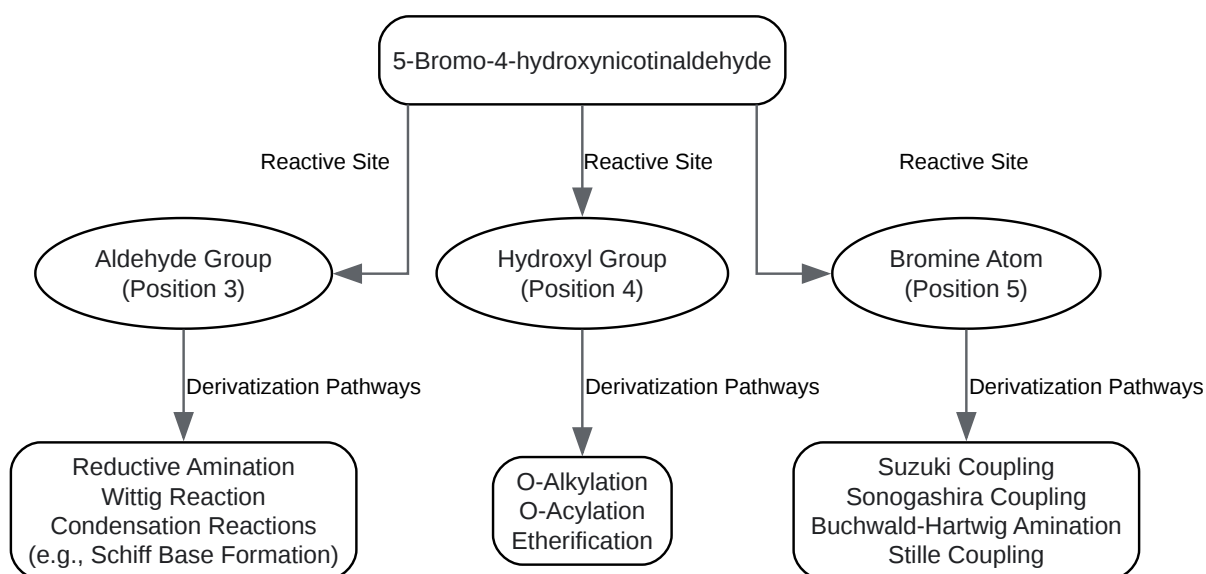 5-Bromo-4-hydroxynicotinaldehyde
Reactive Site
Reactive Site
Reactive Site
Aldehyde Group
(Position 3)
Hydroxyl Group
(Position 4)
Bromine Atom
(Position 5)
Derivatization Pathways
Derivatization Pathways
Derivatization Pathways
Reductive Amination
Wittig Reaction
Condensation Reactions
(e.g., Schiff Base Formation)
O-Alkylation
O-Acylation
Etherification
Suzuki Coupling
Sonogashira Coupling
Buchwald-Hartwig Amination
Stille Coupling